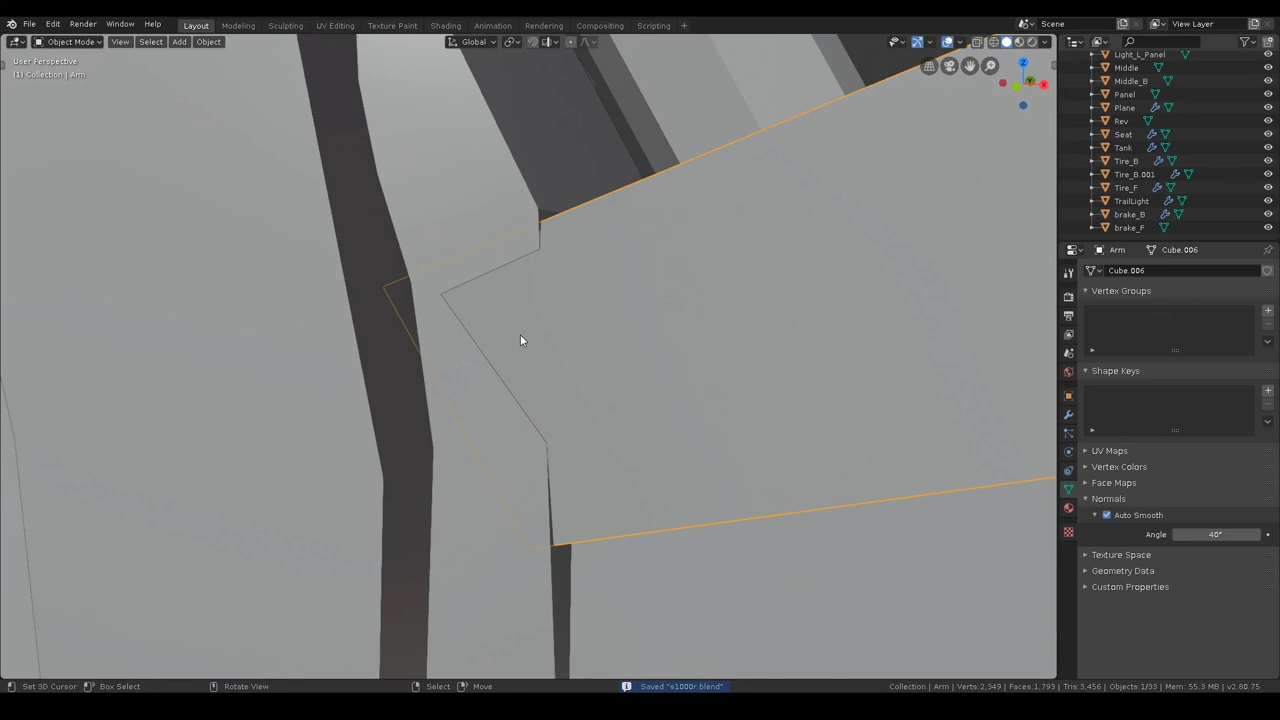 File Edit Render Window Help Layout Modeling Sculpting UV Editing Texture Paint Shading Animation Rendering Compositing Scripting + Scene View Layer
Object Mode View Select Add Object Global
User Perspective
(1) Collection | Arm
Z
X
Y
Light_L_Panel
Middle
Middle_B
Panel
Plane
Rev
Seat
Tank
Tire_B
Tire_B.001
Tire_F
TrailLight
brake_B
brake_F
Arm Cube.006
Cube.006
Vertex Groups
Shape Keys
UV Maps
Vertex Colors
Face Maps
Normals
Auto Smooth
Angle 40°
Texture Space
Geometry Data
Custom Properties
Set 3D Cursor Box Select Rotate View Select Move Saved "s1000r.blend" Collection | Arm | Verts:2,349 | Faces:1,793 | Tris:3,456 | Objects:1/33 | Mem: 55.3 MB | v2.80.75